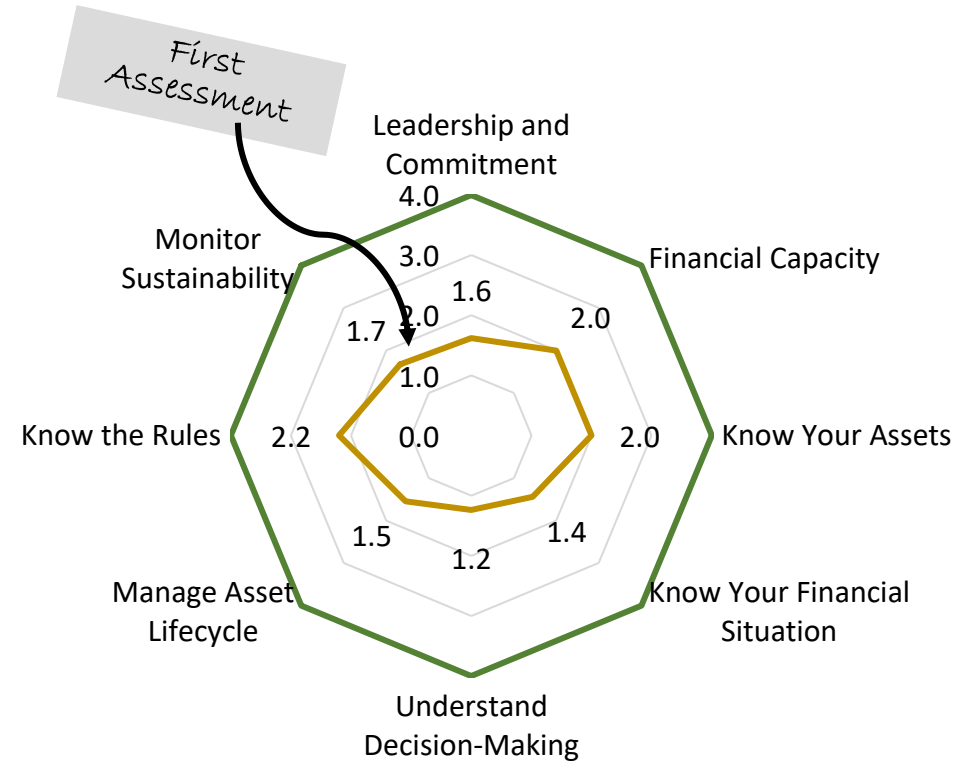 First
Assessment
Leadership and
Commitment
4.0
Monitor
Sustainability
Financial Capacity
3.0
1.6
2.0
2.0
1.7
1.0
Know the Rules
2.2
0.0
2.0
Know Your Assets
1.5
1.4
1.2
Manage Asset
Lifecycle
Know Your Financial
Situation
Understand
Decision-Making